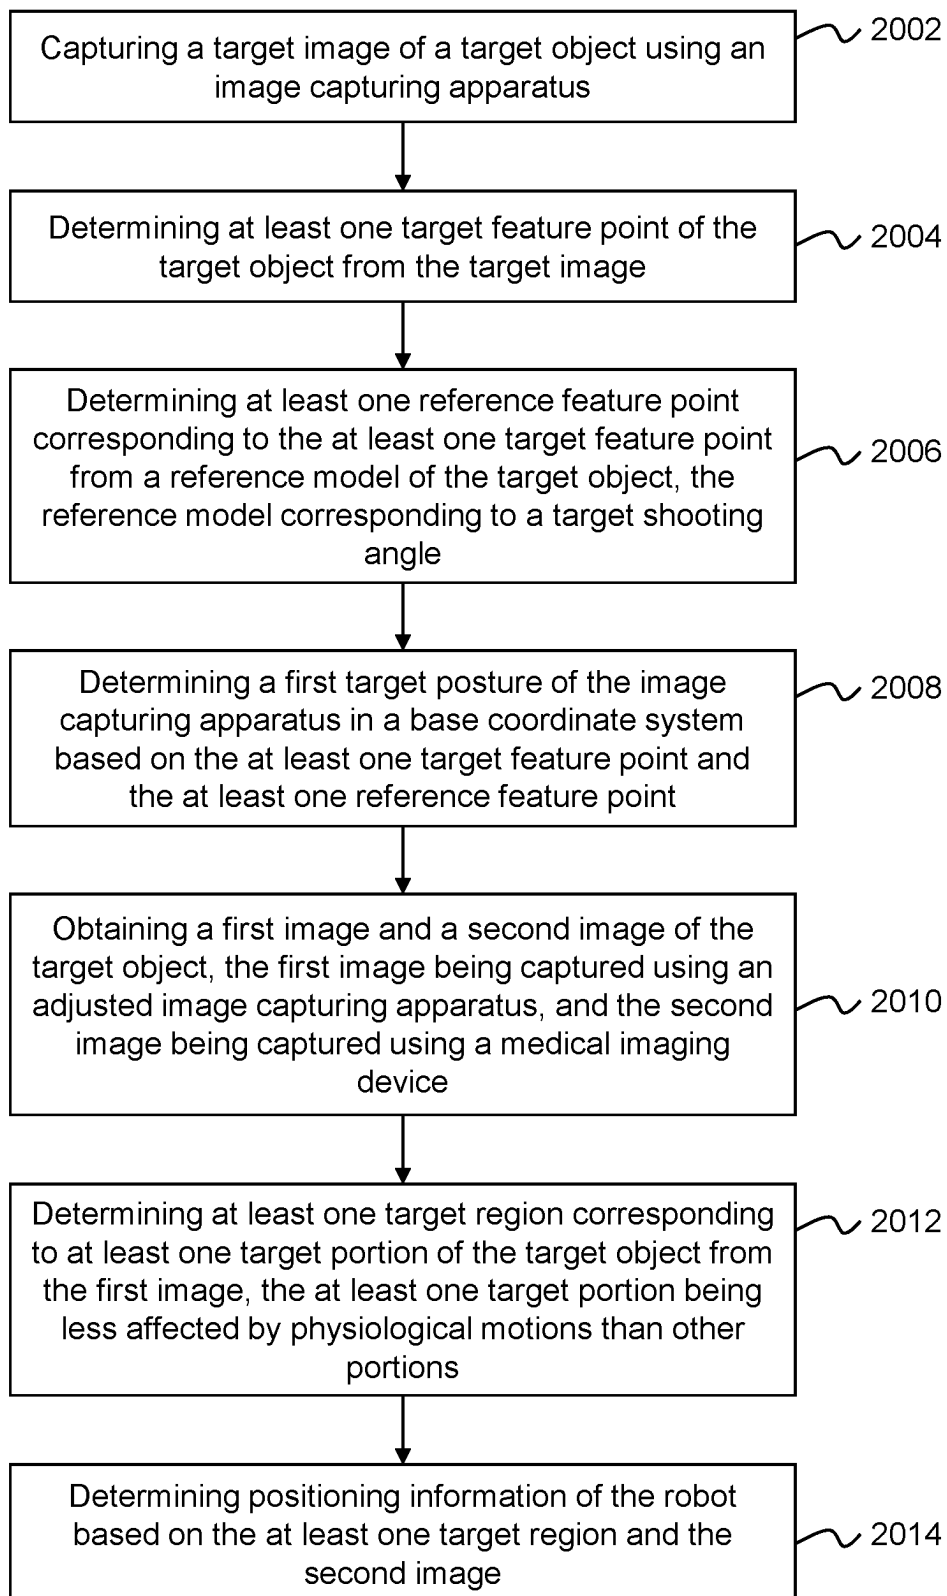 Capturing a target image of a target object using an
image capturing apparatus
2002
Determining at least one target feature point of the
target object from the target image
2004
Determining at least one reference feature point
corresponding to the at least one target feature point
from a reference model of the target object, the
reference model corresponding to a target shooting
angle
2006
Determining a first target posture of the image
capturing apparatus in a base coordinate system
based on the at least one target feature point and
the at least one reference feature point
2008
Obtaining a first image and a second image of the
target object, the first image being captured using an
adjusted image capturing apparatus, and the second
image being captured using a medical imaging
device
2010
Determining at least one target region corresponding
to at least one target portion of the target object from
the first image, the at least one target portion being
less affected by physiological motions than other
portions
2012
Determining positioning information of the robot
based on the at least one target region and the
second image
2014